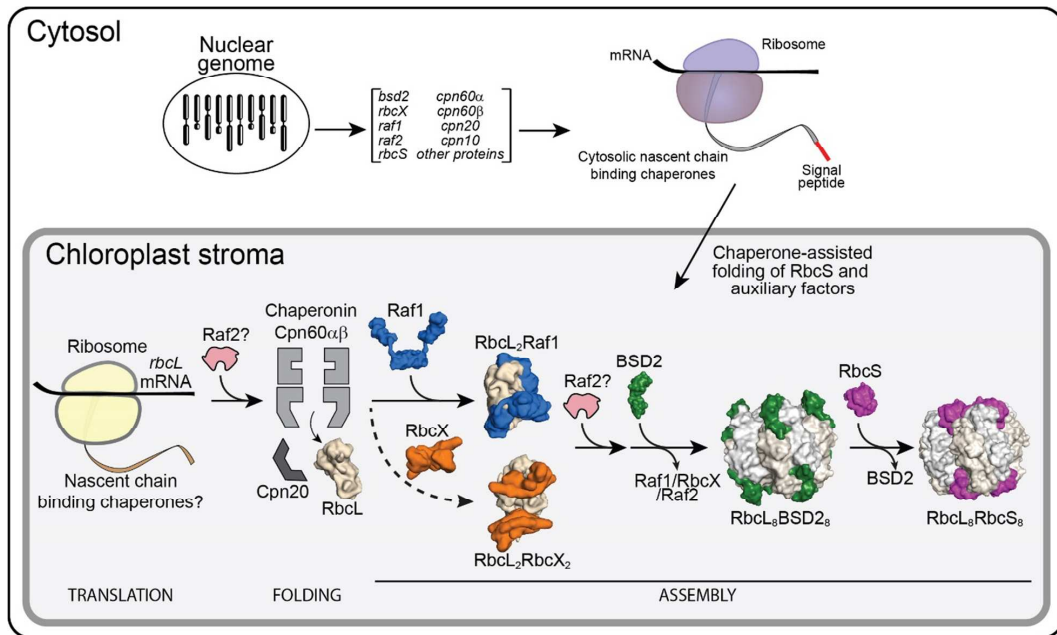 Cytosol
Nuclear
genome
bsd2 cpn60α
rbcX cpn60β
raf1 cpn20
raf2 cpn10
rbcS other proteins
mRNA
Ribosome
Cytosolic nascent chain
binding chaperones
Signal
peptide
Chloroplast stroma
Chaperone-assisted
folding of RbcS and
auxiliary factors
Ribosome
rbcL
mRNA
Nascent chain
binding chaperones?
Raf2?
Chaperonin
Cpn60αβ
Cpn20
RbcL
Raf1
RbcX
RbcL₂Raf1
RbcL₂RbcX₂
Raf2?
BSD2
Raf1/RbcX
/Raf2
RbcL₈BSD2₈
RbcS
BSD2
RbcL₈RbcS₈
TRANSLATION
FOLDING
ASSEMBLY